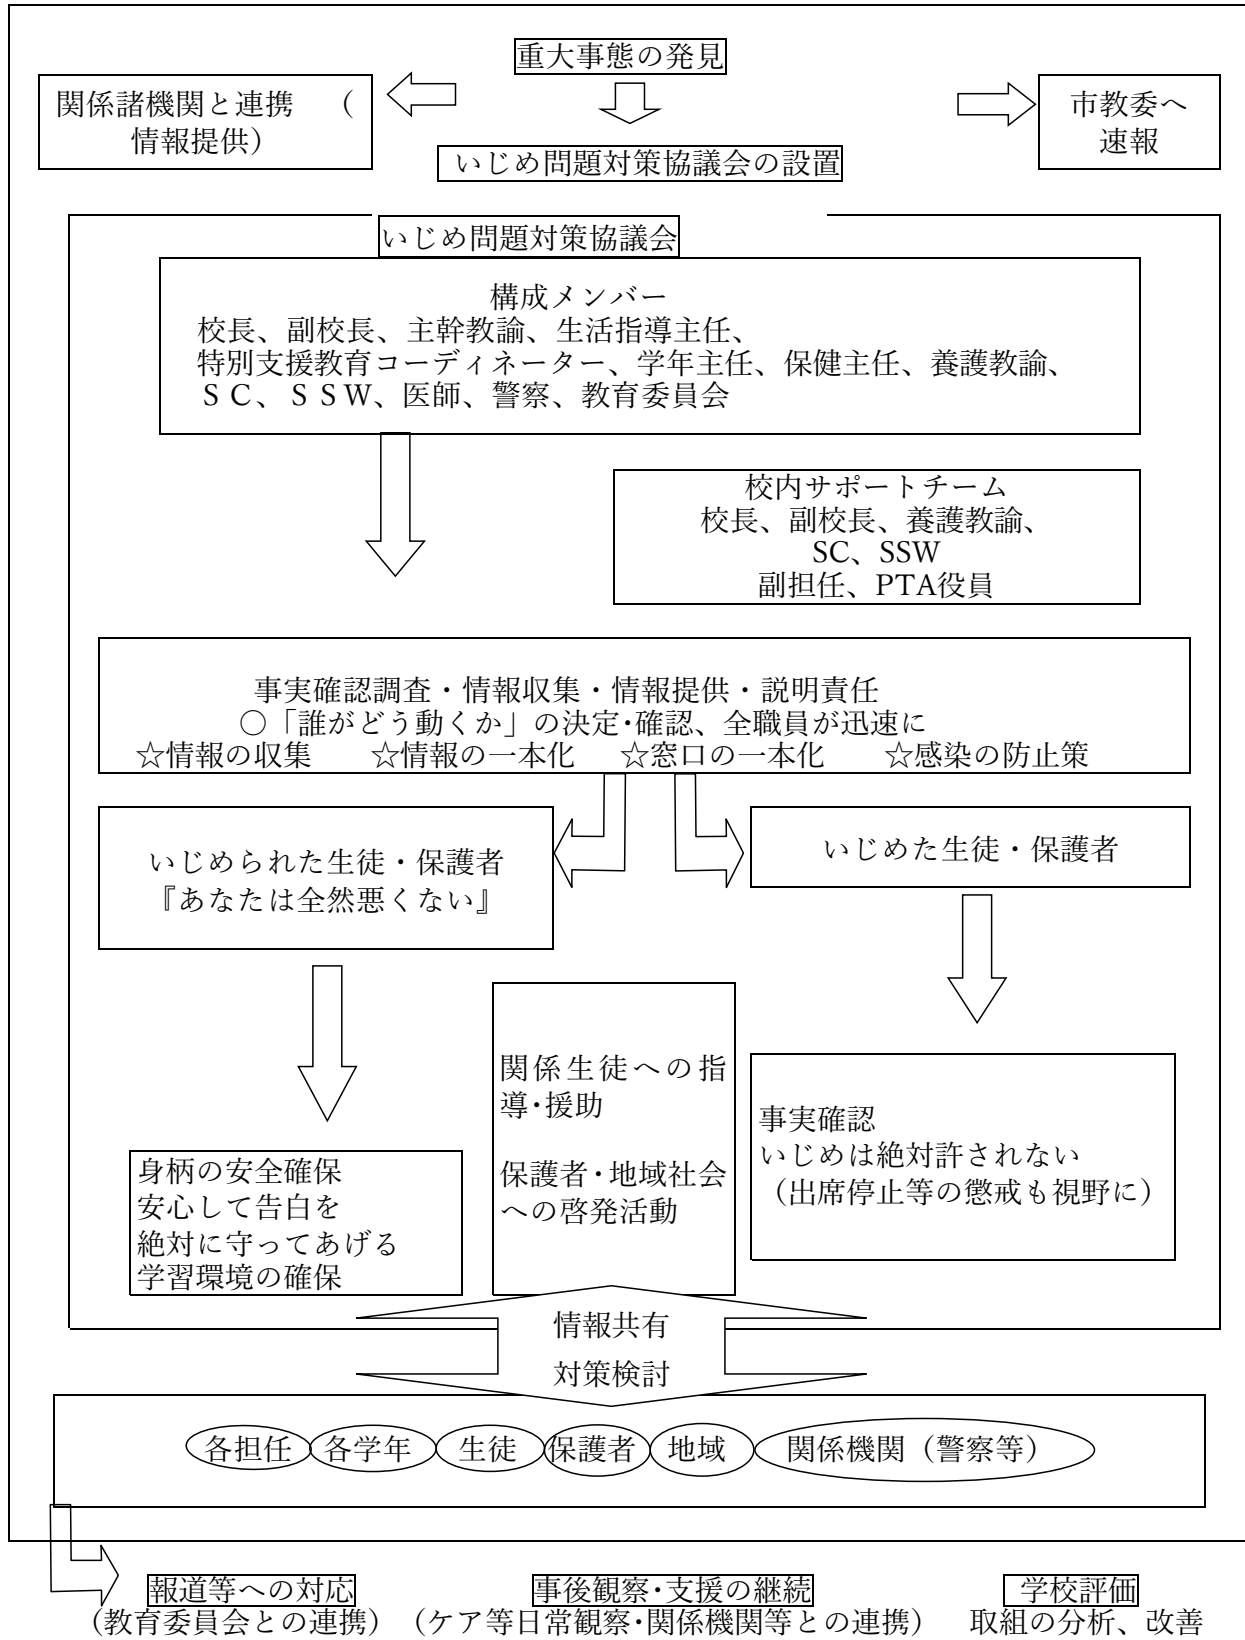 重大事態の発見
関係諸機関と連携　（
情報提供）
市教委へ
速報
いじめ問題対策協議会の設置
いじめ問題対策協議会
構成メンバー
校長、副校長、主幹教諭、生活指導主任、
特別支援教育コーディネーター、学年主任、保健主任、養護教諭、
ＳＣ、ＳＳＷ、医師、警察、教育委員会
校内サポートチーム
校長、副校長、養護教諭、
SC、SSW
副担任、PTA役員
事実確認調査・情報収集・情報提供・説明責任
○「誰がどう動くか」の決定･確認、全職員が迅速に
☆情報の収集　　☆情報の一本化　　☆窓口の一本化　　☆感染の防止策
いじめられた生徒・保護者
『あなたは全然悪くない』
いじめた生徒・保護者
身柄の安全確保
安心して告白を
絶対に守ってあげる
学習環境の確保
関係生徒への指
導･援助
保護者・地域社会
への啓発活動
事実確認
いじめは絶対許されない
（出席停止等の懲戒も視野に）
情報共有
対策検討
各担任　各学年　生徒　保護者　地域　関係機関（警察等）
報道等への対応　事後観察･支援の継続　学校評価
（教育委員会との連携）　（ケア等日常観察･関係機関等との連携）　取組の分析、改善